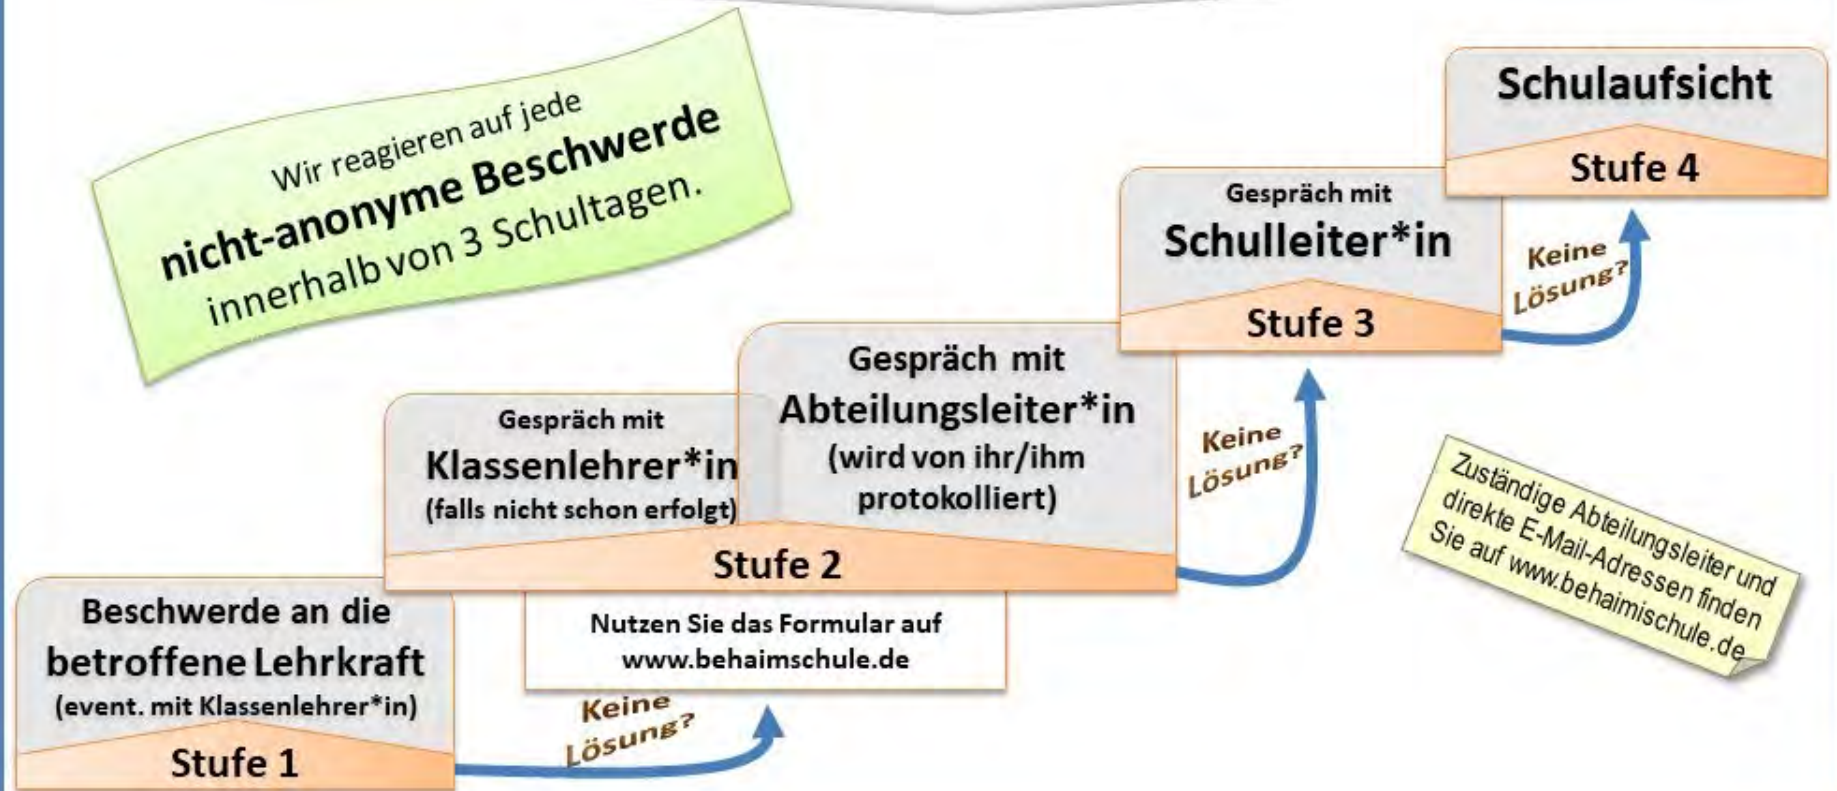 Wir reagieren auf jede
nicht-anonyme Beschwerde
innerhalb von 3 Schultagen.
Schulaufsicht
Stufe 4
Gespräch mit
Schulleiter*in
Stufe 3
Keine
Lösung?
Gespräch mit
Abteilungsleiter*in
(wird von ihr/ihm
protokolliert)
Gespräch mit
Klassenlehrer*in
(falls nicht schon erfolgt)
Stufe 2
Keine
Lösung?
Zuständige Abteilungsleiter und
direkte E-Mail-Adressen finden
Sie auf www.behaimischule.de
Nutzen Sie das Formular auf
www.behaimschule.de
Beschwerde an die
betroffene Lehrkraft
(event. mit Klassenlehrer*in)
Stufe 1
Keine
Lösung?